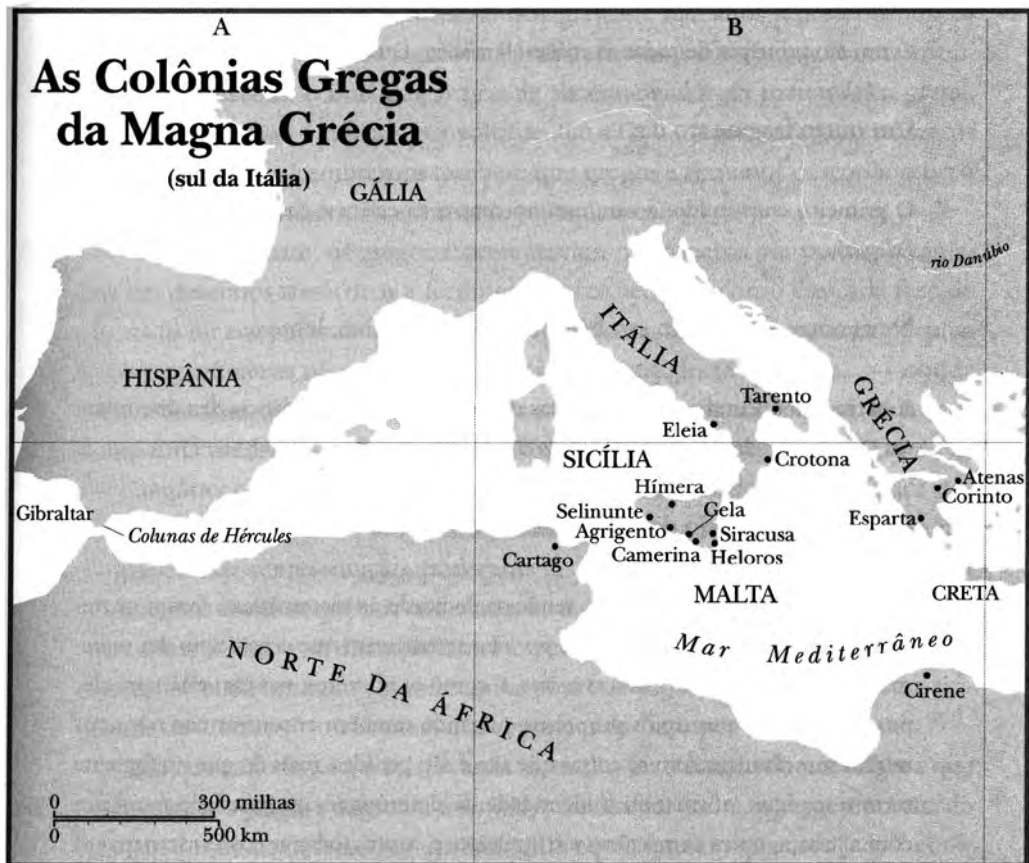 A
B
As Colônias Gregas
da Magna Grécia
(sul da Itália)
GÁLIA
rio Danúbio
ITÁLIA
HISPÂNIA
GRÉCIA
Tarento
Eleia
SICÍLIA
Crotona
Hímera
Atenas
Corinto
Selinunte
Gela
Esparta
Gibraltar
Agrigento
Siracusa
Colunas de Hércules
Camerina
Heloros
Cartago
MALTA
CRETA
Mar Mediterrâneo
NORTE DA ÁFRICA
Cirene
0 300 milhas
0 500 km